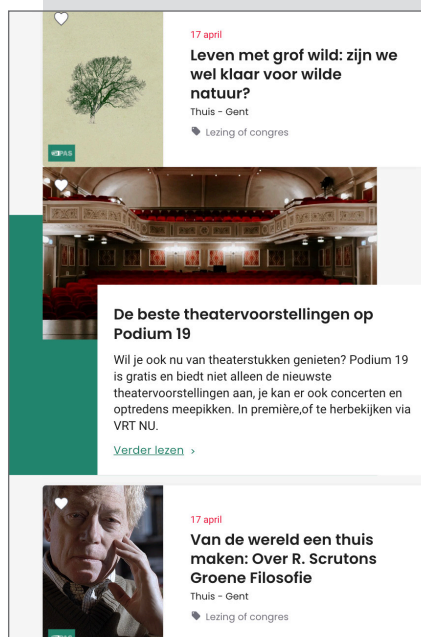 17 april
Leven met grof wild: zijn we
wel klaar voor wilde
natuur?
Thuis - Gent
Lezing of congres
PAS
De beste theatervoorstellingen op
Podium 19
Wil je ook nu van theaterstukken genieten? Podium 19
is gratis en biedt niet alleen de nieuwste
theatervoorstellingen aan, je kan er ook concerten en
optredens meepikken. In première,of te herbekijken via
VRT NU.
Verder lezen ›
17 april
Van de wereld een thuis
maken: Over R. Scrutons
Groene Filosofie
Thuis - Gent
Lezing of congres